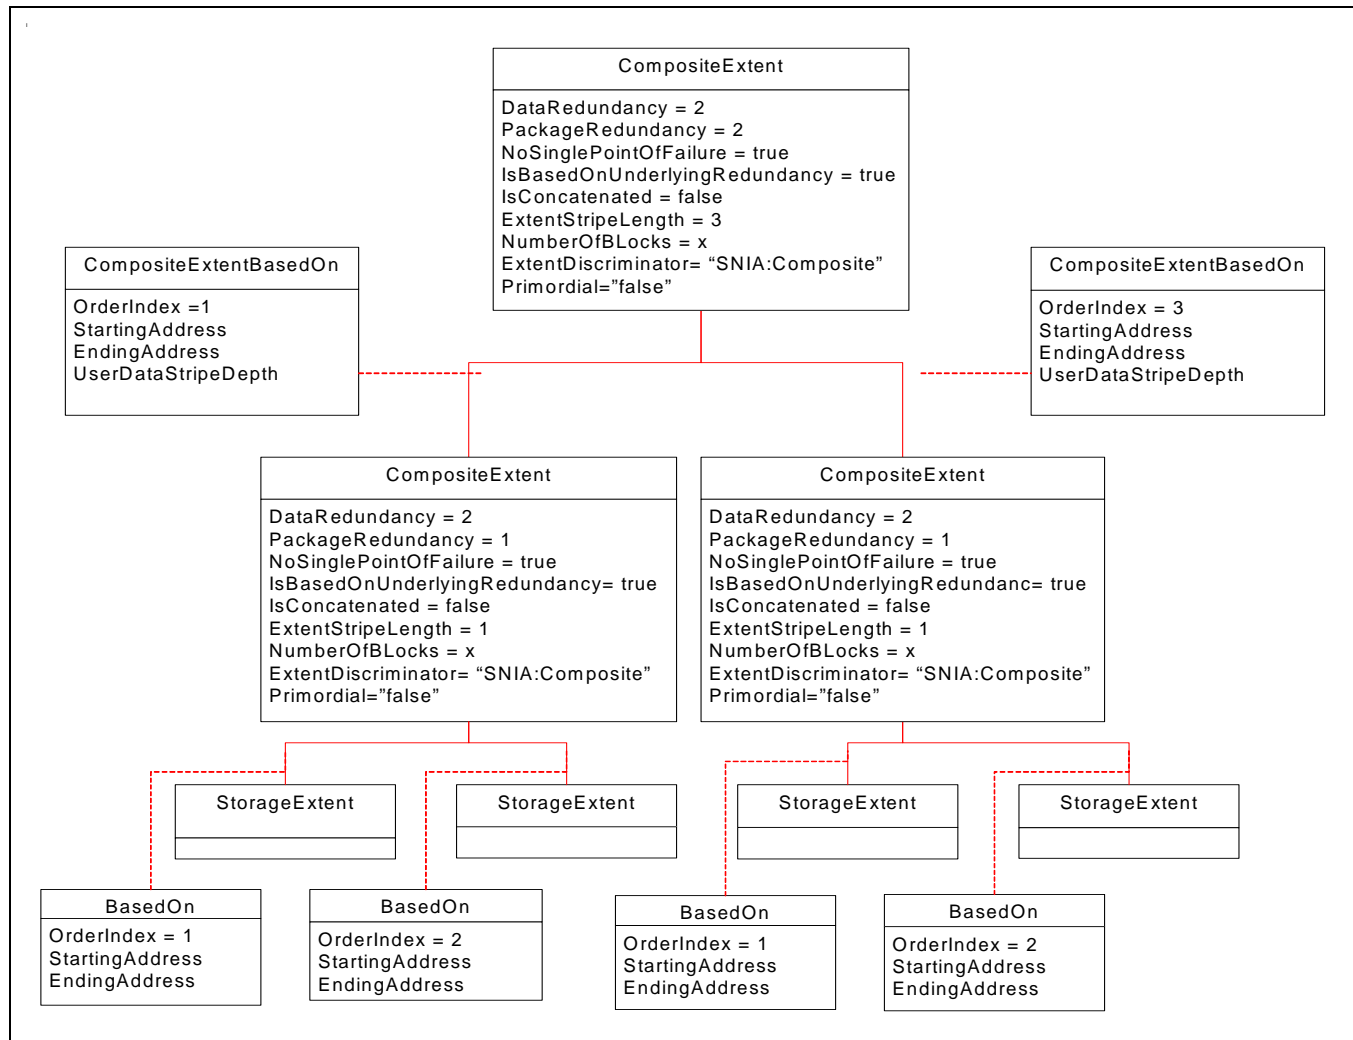 CompositeExtent
DataRedundancy = 2
PackageRedundancy = 2
NoSinglePointOfFailure = true
IsBasedOnUnderlyingRedundancy = true
IsConcatenated = false
ExtentStripeLength = 3
NumberOfBLocks = x
ExtentDiscriminator= “SNIA:Composite”
Primordial=”false”
CompositeExtentBasedOn
OrderIndex =1
StartingAddress
EndingAddress
UserDataStripeDepth
CompositeExtentBasedOn
OrderIndex = 3
StartingAddress
EndingAddress
UserDataStripeDepth
CompositeExtent
DataRedundancy = 2
PackageRedundancy = 1
NoSinglePointOfFailure = true
IsBasedOnUnderlyingRedundancy= true
IsConcatenated = false
ExtentStripeLength = 1
NumberOfBLocks = x
ExtentDiscriminator= “SNIA:Composite”
Primordial=”false”
CompositeExtent
DataRedundancy = 2
PackageRedundancy = 1
NoSinglePointOfFailure = true
IsBasedOnUnderlyingRedundanc= true
IsConcatenated = false
ExtentStripeLength = 1
NumberOfBLocks = x
ExtentDiscriminator= “SNIA:Composite”
Primordial=”false”
StorageExtent
StorageExtent
StorageExtent
StorageExtent
BasedOn
OrderIndex = 1
StartingAddress
EndingAddress
BasedOn
OrderIndex = 2
StartingAddress
EndingAddress
BasedOn
OrderIndex = 1
StartingAddress
EndingAddress
BasedOn
OrderIndex = 2
StartingAddress
EndingAddress